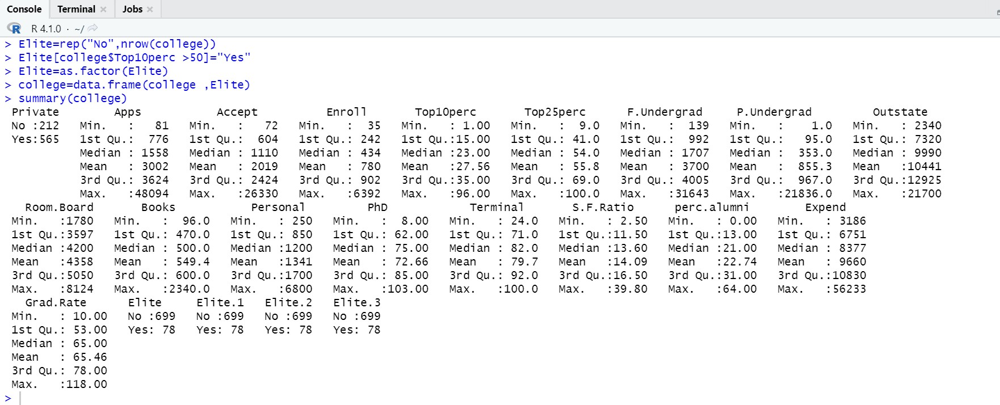 Console Terminal × Jobs ×
R R 4.1.0 · ~/
> Elite=rep("No",nrow(college))
> Elite[college$Top10perc >50]="Yes"
> Elite=as.factor(Elite)
> college=data.frame(college ,Elite)
> summary(college)
Private Apps Accept Enroll Top10perc Top25perc F.Undergrad P.Undergrad Outstate
No :212 Min. : 81 Min. : 72 Min. : 35 Min. : 1.00 Min. : 9.0 Min. : 139 Min. : 1.0 Min. : 2340
Yes:565 1st Qu.: 776 1st Qu.: 604 1st Qu.: 242 1st Qu.:15.00 1st Qu.: 41.0 1st Qu.: 992 1st Qu.: 95.0 1st Qu.: 7320
Median : 1558 Median : 1110 Median : 434 Median :23.00 Median : 54.0 Median : 1707 Median : 353.0 Median : 9990
Mean : 3002 Mean : 2019 Mean : 780 Mean :27.56 Mean : 55.8 Mean : 3700 Mean : 855.3 Mean :10441
3rd Qu.: 3624 3rd Qu.: 2424 3rd Qu.: 902 3rd Qu.:35.00 3rd Qu.: 69.0 3rd Qu.: 4005 3rd Qu.: 967.0 3rd Qu.:12925
Max. :48094 Max. :26330 Max. :6392 Max. :96.00 Max. :100.0 Max. :31643 Max. :21836.0 Max. :21700
Room.Board Books Personal PhD Terminal S.F.Ratio perc.alumni Expend
Min. :1780 Min. : 96.0 Min. : 250 Min. : 8.00 Min. : 24.0 Min. : 2.50 Min. : 0.00 Min. : 3186
1st Qu.:3597 1st Qu.: 470.0 1st Qu.: 850 1st Qu.: 62.00 1st Qu.: 71.0 1st Qu.:11.50 1st Qu.:13.00 1st Qu.: 6751
Median :4200 Median : 500.0 Median :1200 Median : 75.00 Median : 82.0 Median :13.60 Median :21.00 Median : 8377
Mean :4358 Mean : 549.4 Mean :1341 Mean : 72.66 Mean : 79.7 Mean :14.09 Mean :22.74 Mean : 9660
3rd Qu.:5050 3rd Qu.: 600.0 3rd Qu.:1700 3rd Qu.: 85.00 3rd Qu.: 92.0 3rd Qu.:16.50 3rd Qu.:31.00 3rd Qu.:10830
Max. :8124 Max. :2340.0 Max. :6800 Max. :103.00 Max. :100.0 Max. :39.80 Max. :64.00 Max. :56233
Grad.Rate Elite Elite.1 Elite.2 Elite.3
Min. : 10.00 No :699 No :699 No :699 No :699
1st Qu.: 53.00 Yes: 78 Yes: 78 Yes: 78 Yes: 78
Median : 65.00
Mean : 65.46
3rd Qu.: 78.00
Max. :118.00
>